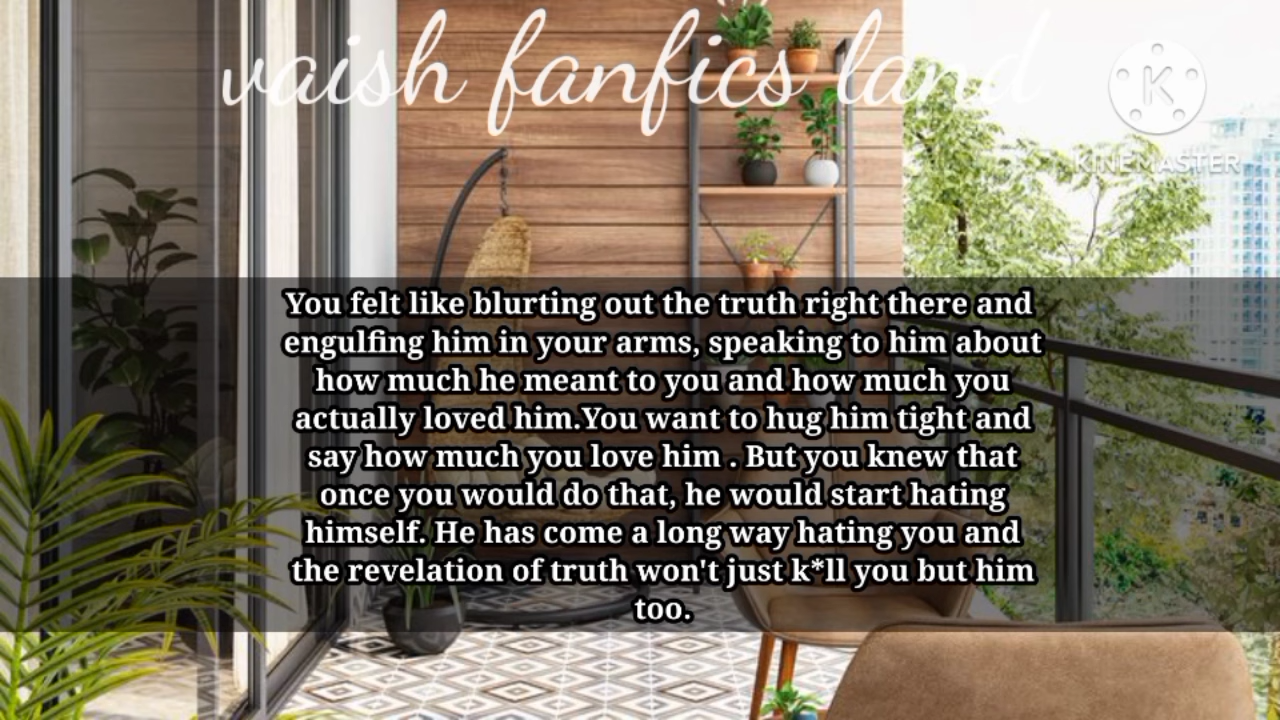 vaish fanfics land
K
KINEMASTER
You felt like blurting out the truth right there and
engulfing him in your arms, speaking to him about
how much he meant to you and how much you
actually loved him.You want to hug him tight and
say how much you love him . But you knew that
once you would do that, he would start hating
himself. He has come a long way hating you and
the revelation of truth won't just k*ll you but him
too.